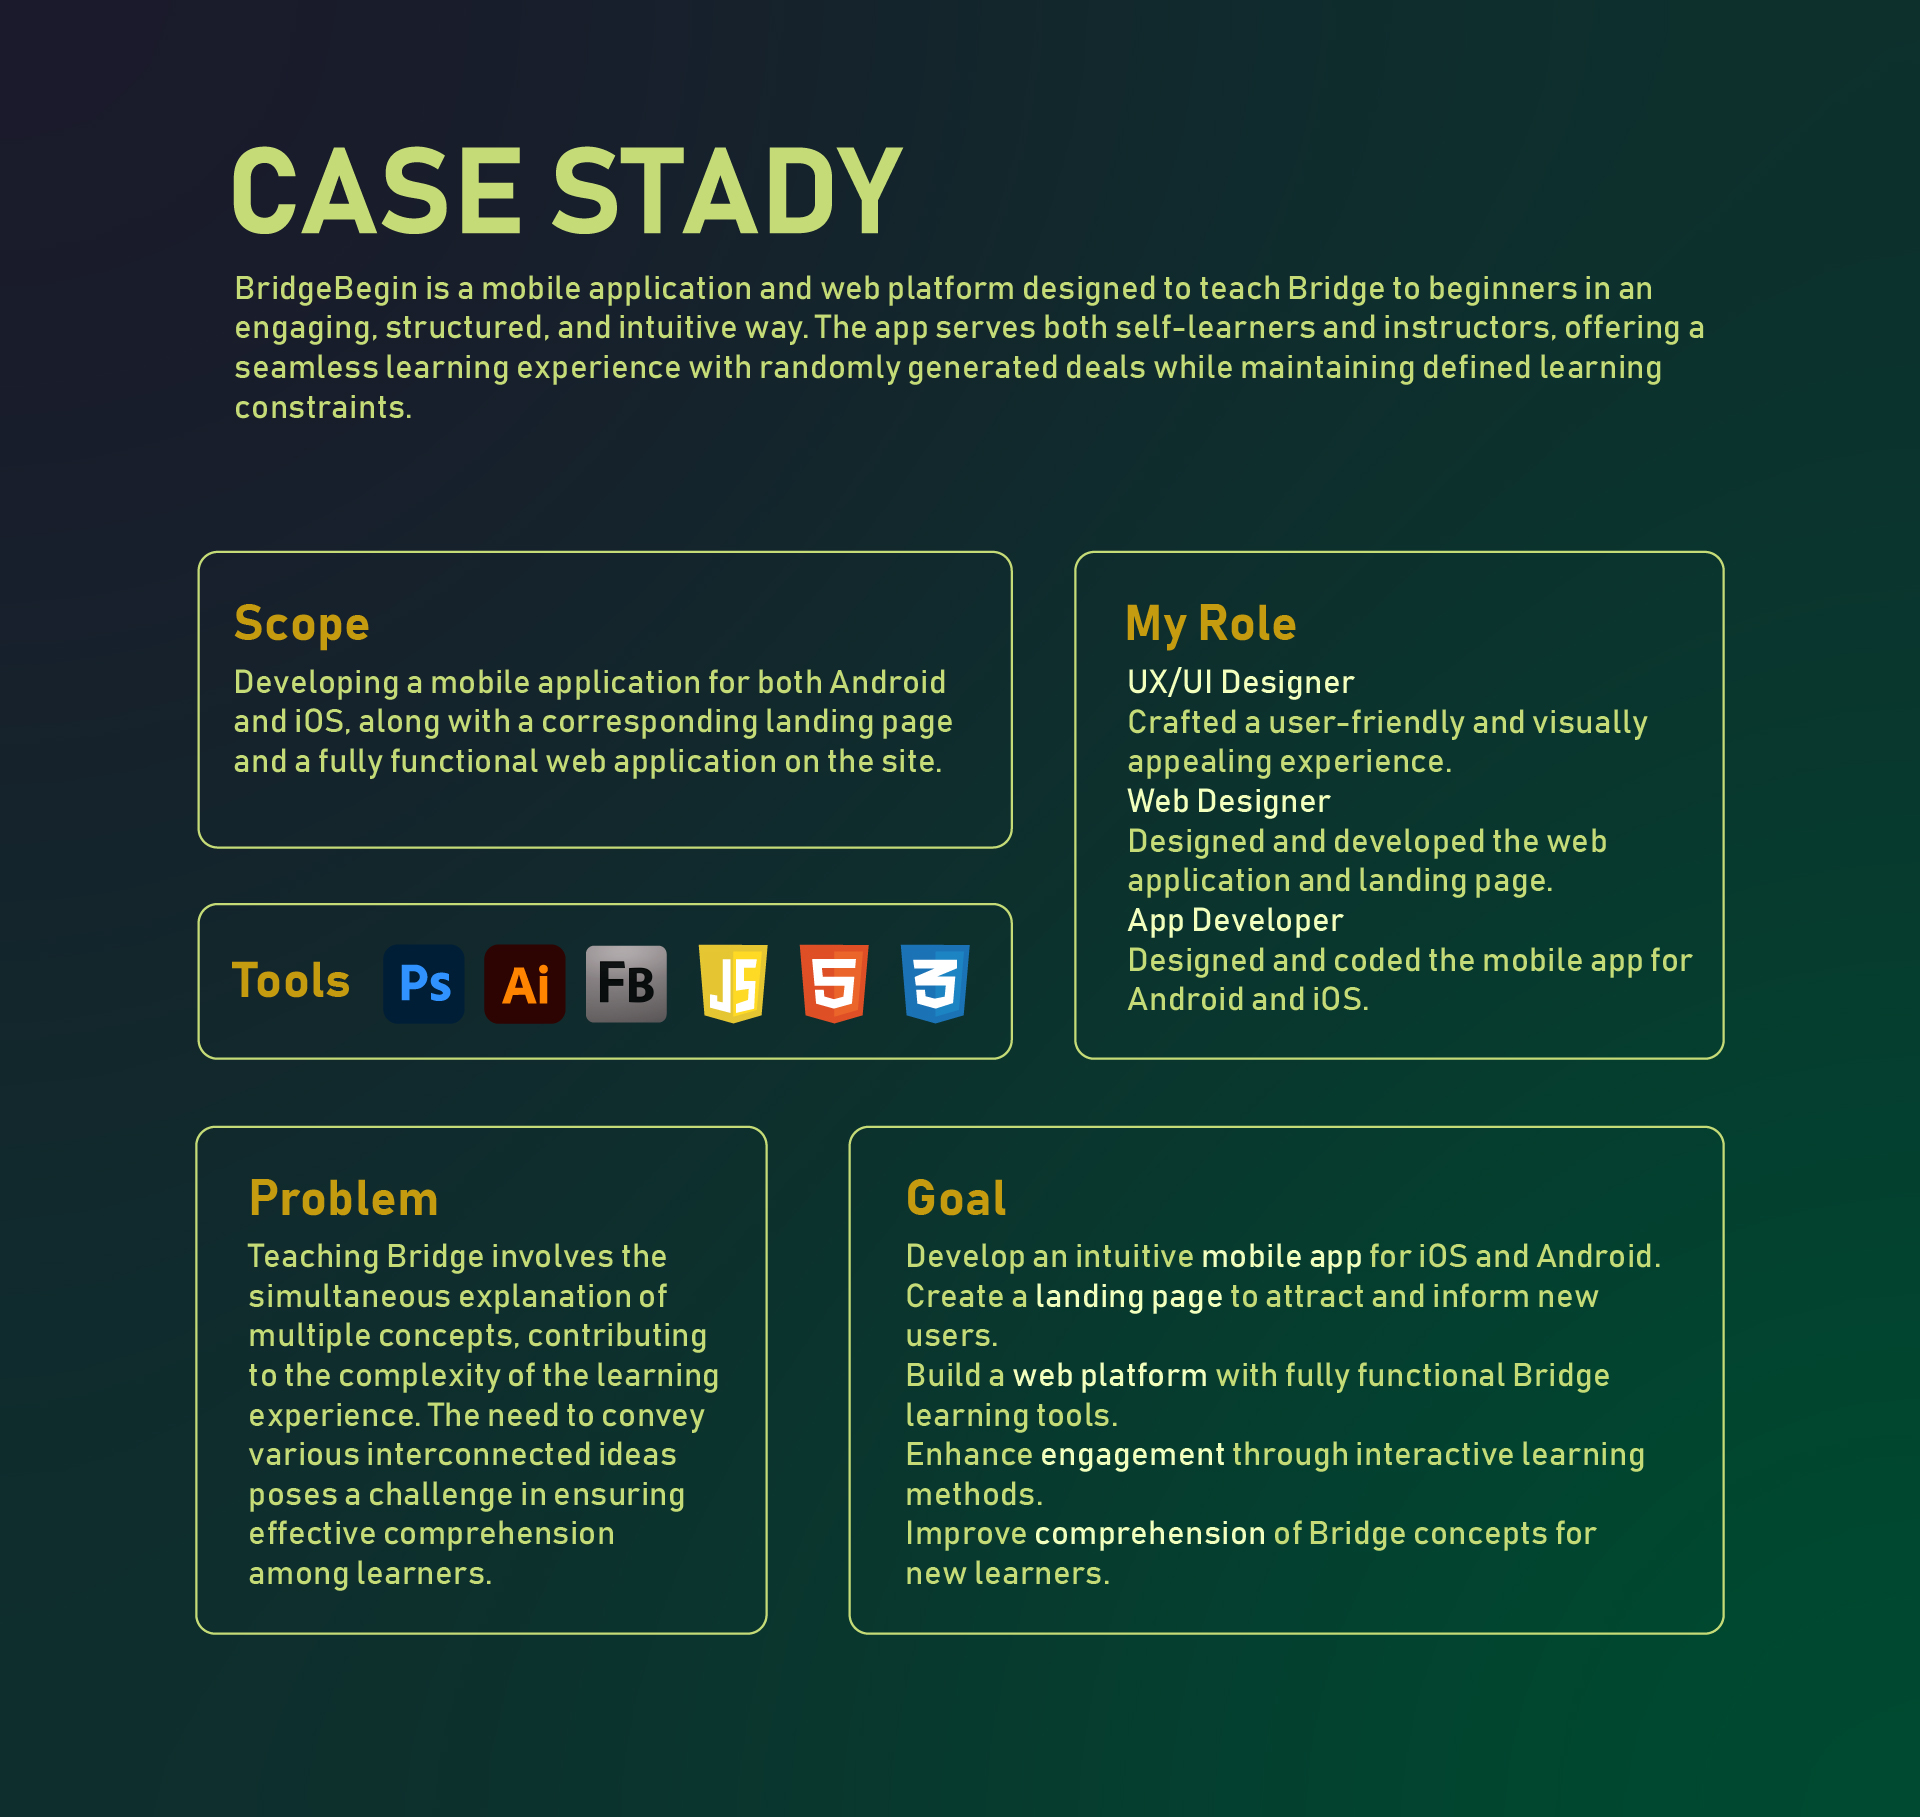 CASE STADY
BridgeBegin is a mobile application and web platform designed to teach Bridge to beginners in an
engaging, structured, and intuitive way. The app serves both self-learners and instructors, offering a
seamless learning experience with randomly generated deals while maintaining defined learning
constraints.
Scope
Developing a mobile application for both Android
and iOS, along with a corresponding landing page
and a fully functional web application on the site.
Tools Ps Ai FB JS 5 3
My Role
UX/UI Designer
Crafted a user-friendly and visually
appealing experience.
Web Designer
Designed and developed the web
application and landing page.
App Developer
Designed and coded the mobile app for
Android and iOS.
Problem
Teaching Bridge involves the
simultaneous explanation of
multiple concepts, contributing
to the complexity of the learning
experience. The need to convey
various interconnected ideas
poses a challenge in ensuring
effective comprehension
among learners.
Goal
Develop an intuitive mobile app for iOS and Android.
Create a landing page to attract and inform new
users.
Build a web platform with fully functional Bridge
learning tools.
Enhance engagement through interactive learning
methods.
Improve comprehension of Bridge concepts for
new learners.